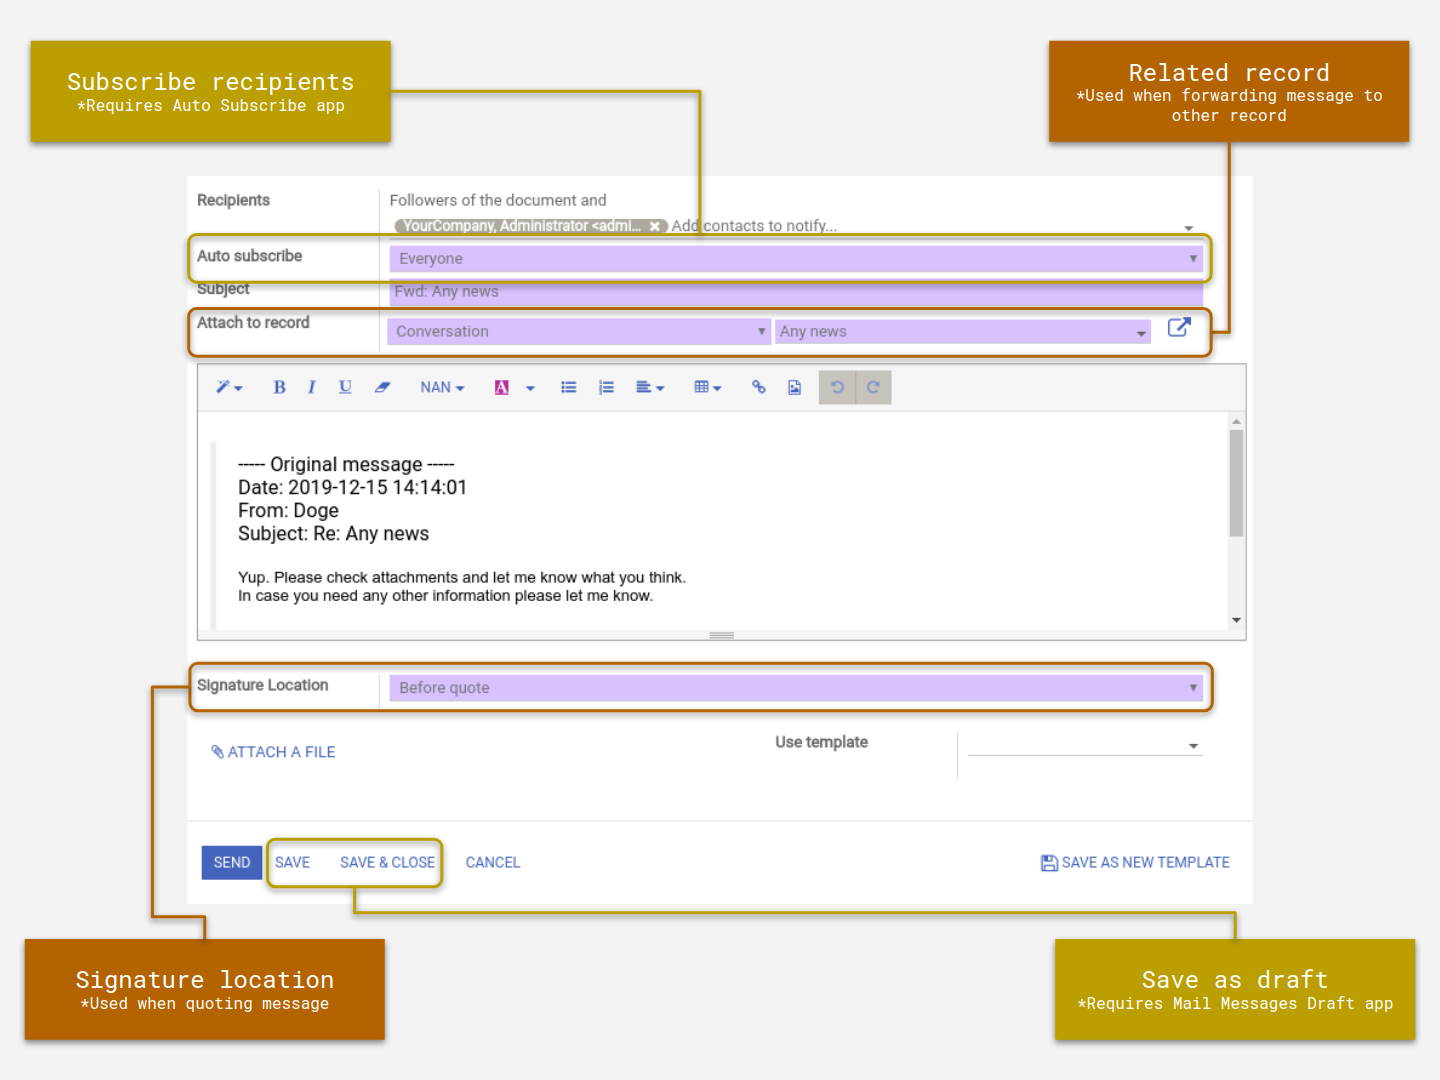 Subscribe recipients
*Requires Auto Subscribe app
Related record
*Used when forwarding message to
other record
Recipients
Followers of the document and
YourCompany, Administrator <admi... × Add contacts to notify...
Auto subscribe
Everyone
Subject
Fwd: Any news
Attach to record
Conversation
Any news
B I U NAN A
----- Original message -----
Date: 2019-12-15 14:14:01
From: Doge
Subject: Re: Any news
Yup. Please check attachments and let me know what you think.
In case you need any other information please let me know.
Signature Location
Before quote
ATTACH A FILE
Use template
SEND SAVE SAVE & CLOSE CANCEL
SAVE AS NEW TEMPLATE
Signature location
*Used when quoting message
Save as draft
*Requires Mail Messages Draft app